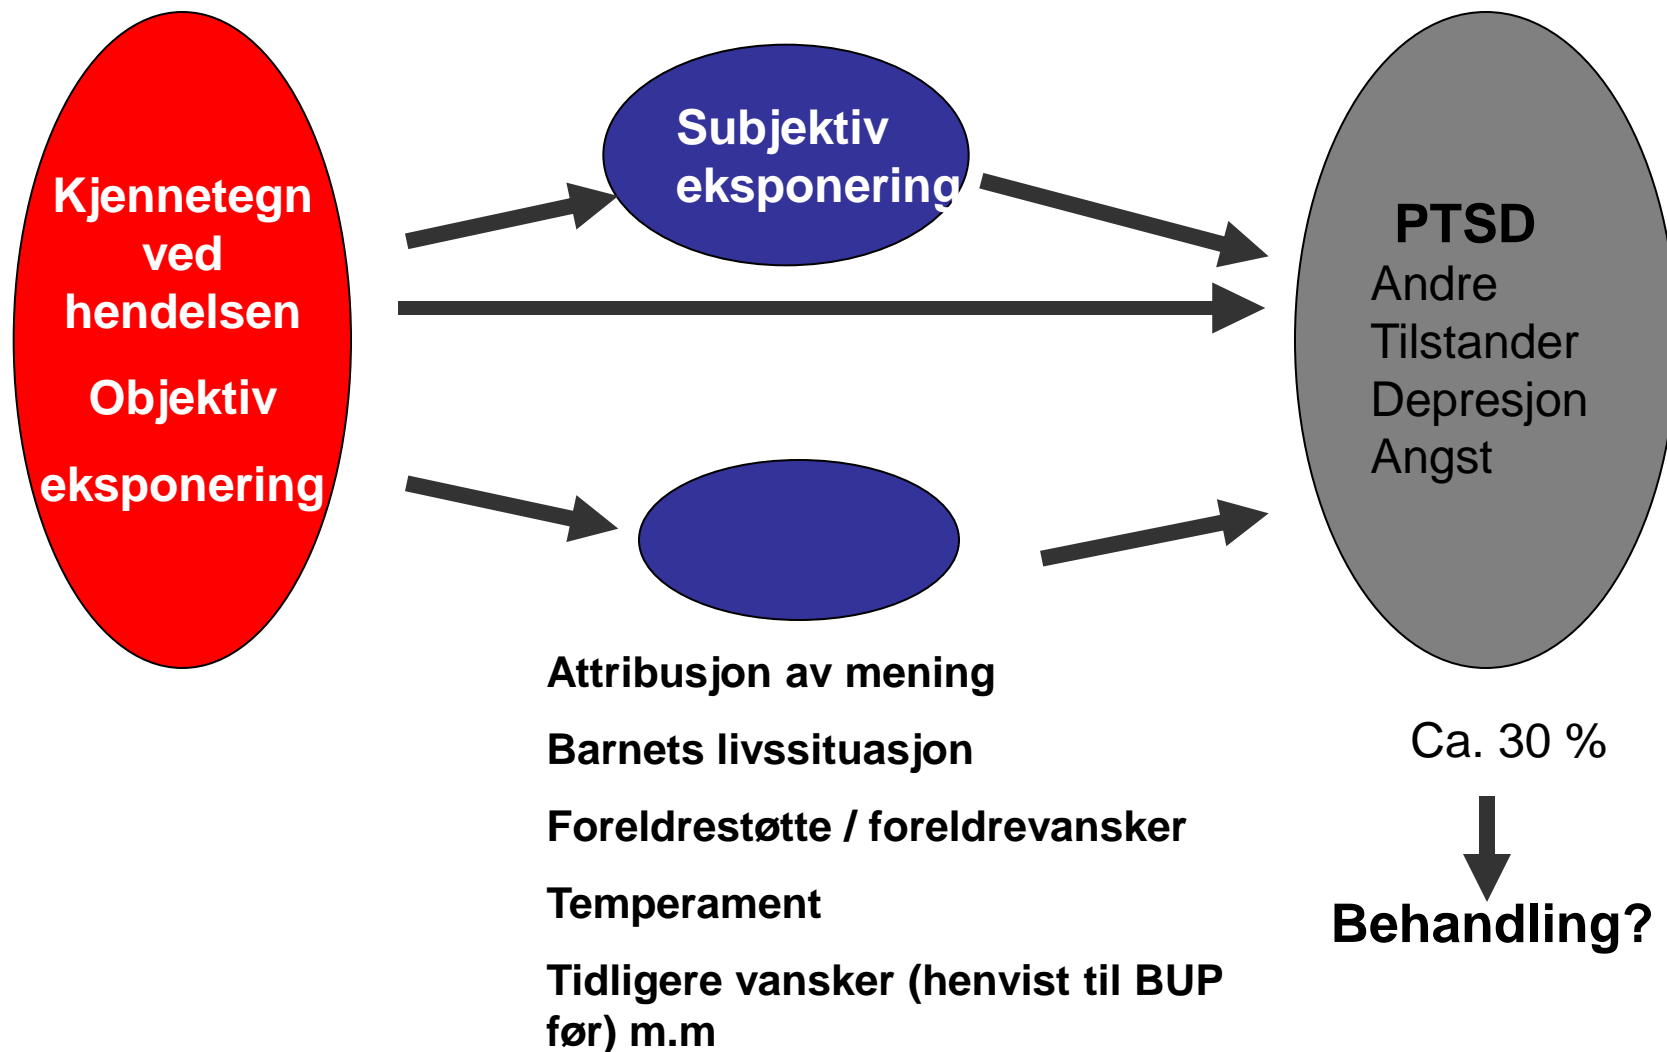 Kjennetegn
ved
hendelsen
Objektiv
eksponering
Subjektiv
eksponering
PTSD
Andre
Tilstander
Depresjon
Angst
Attribusjon av mening
Barnets livssituasjon
Foreldrestøtte / foreldrevansker
Temperament
Tidligere vansker (henvist til BUP
før) m.m
Ca. 30 %
Behandling?